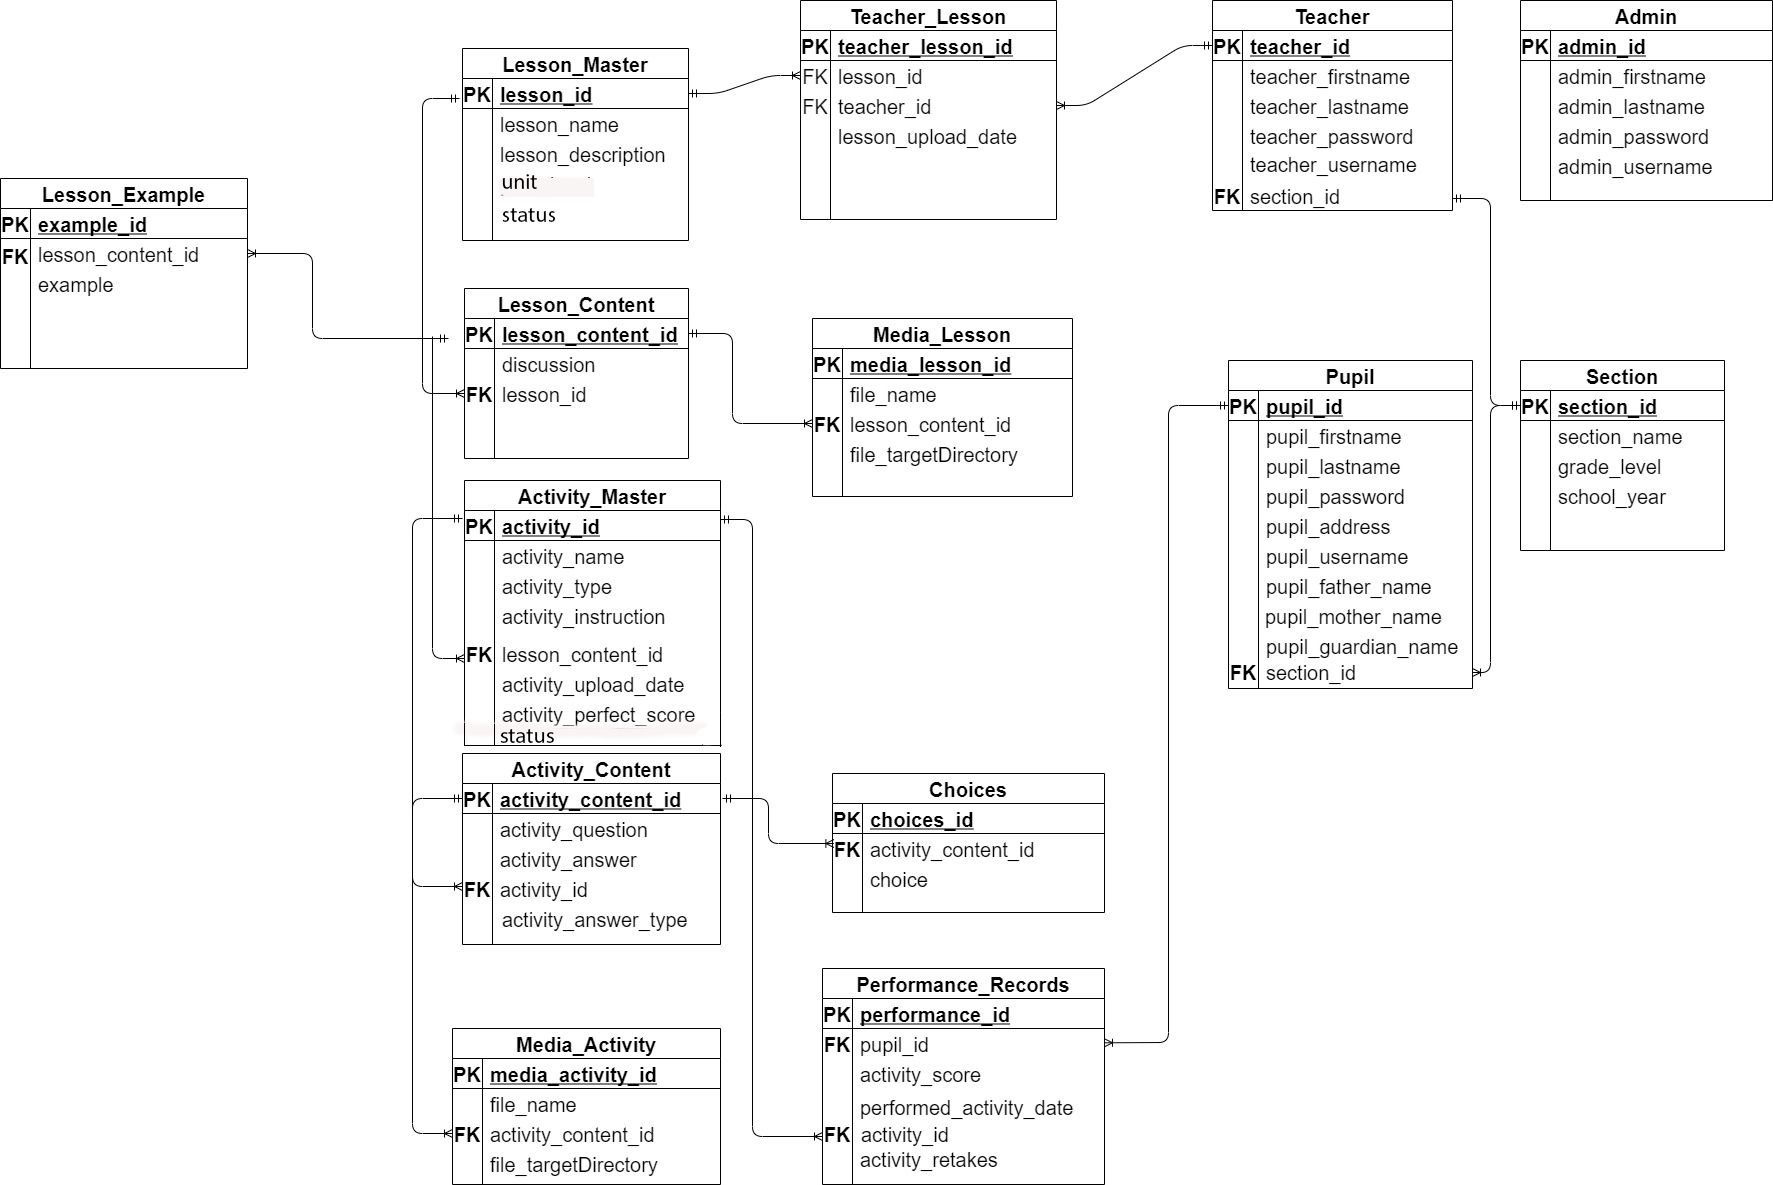 Lesson_Example
PK example_id
FK lesson_content_id
example
Lesson_Master
PK lesson_id
lesson_name
lesson_description
unit
status
Teacher_Lesson
PK teacher_lesson_id
FK lesson_id
FK teacher_id
lesson_upload_date
Teacher
PK teacher_id
teacher_firstname
teacher_lastname
teacher_password
teacher_username
FK section_id
Admin
PK admin_id
admin_firstname
admin_lastname
admin_password
admin_username
Lesson_Content
PK lesson_content_id
discussion
FK lesson_id
Media_Lesson
PK media_lesson_id
file_name
FK lesson_content_id
file_targetDirectory
Pupil
PK pupil_id
pupil_firstname
pupil_lastname
pupil_password
pupil_address
pupil_username
pupil_father_name
pupil_mother_name
pupil_guardian_name
FK section_id
Section
PK section_id
section_name
grade_level
school_year
Activity_Master
PK activity_id
activity_name
activity_type
activity_instruction
FK lesson_content_id
activity_upload_date
activity_perfect_score
status
Activity_Content
PK activity_content_id
activity_question
activity_answer
FK activity_id
activity_answer_type
Choices
PK choices_id
FK activity_content_id
choice
Media_Activity
PK media_activity_id
file_name
FK activity_content_id
file_targetDirectory
Performance_Records
PK performance_id
FK pupil_id
activity_score
performed_activity_date
FK activity_id
activity_retakes